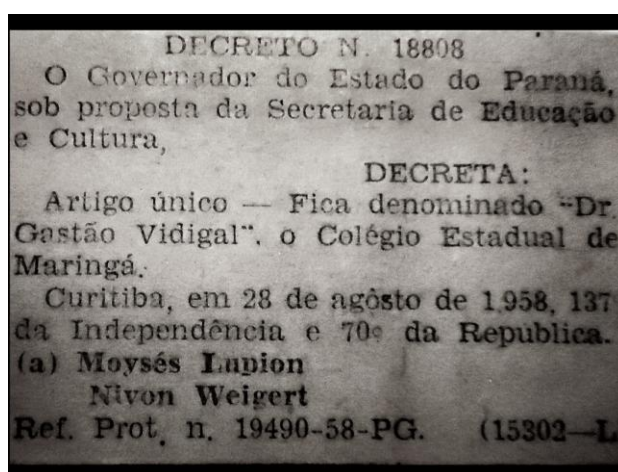 DECRETO N. 18808
O Governador do Estado do Paraná,
sob proposta da Secretaria de Educação
e Cultura,
DECRETA:
Artigo único — Fica denominado "Dr.
Gastão Vidigal". o Colégio Estadual de
Maringá.
Curitiba, em 28 de agôsto de 1.958, 137
da Independência e 70º da Republica.
(a) Moysés Lupion
Nivon Weigert
Ref. Prot. n. 19490-58-PG. (15302—L